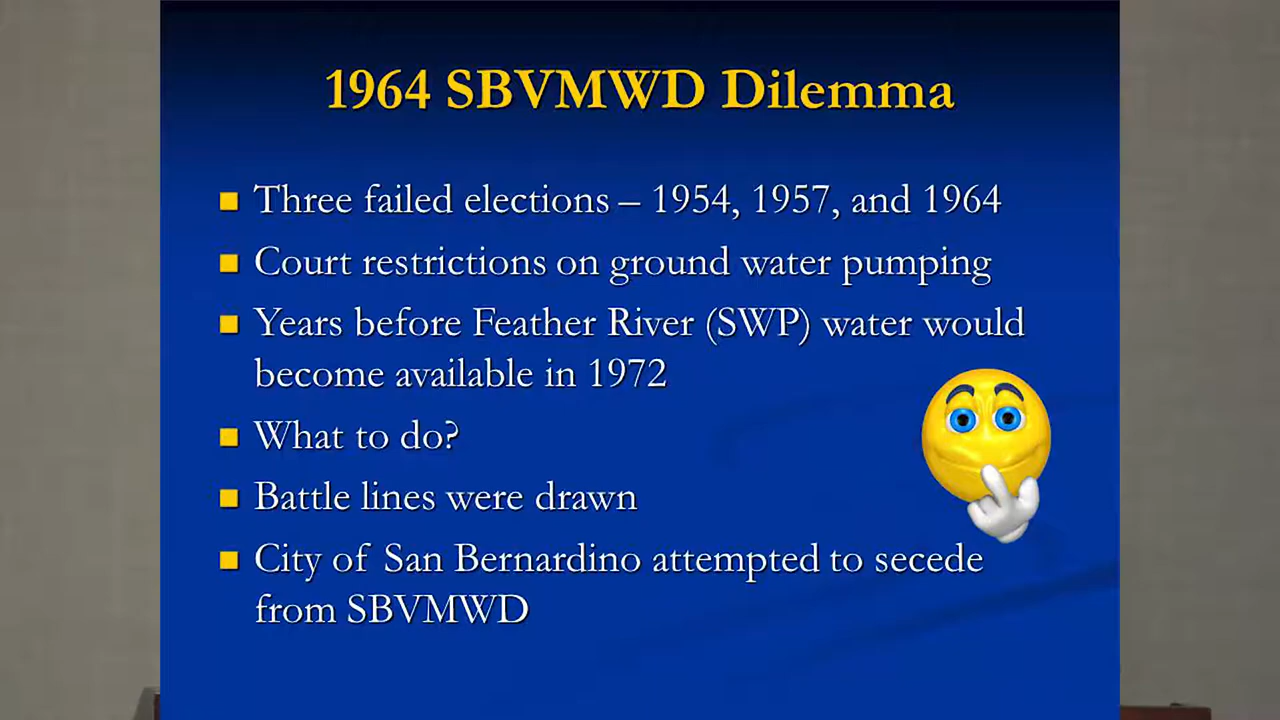 1964 SBVMWD Dilemma
Three failed elections – 1954, 1957, and 1964
Court restrictions on ground water pumping
Years before Feather River (SWP) water would
become available in 1972
What to do?
Battle lines were drawn
City of San Bernardino attempted to secede
from SBVMWD